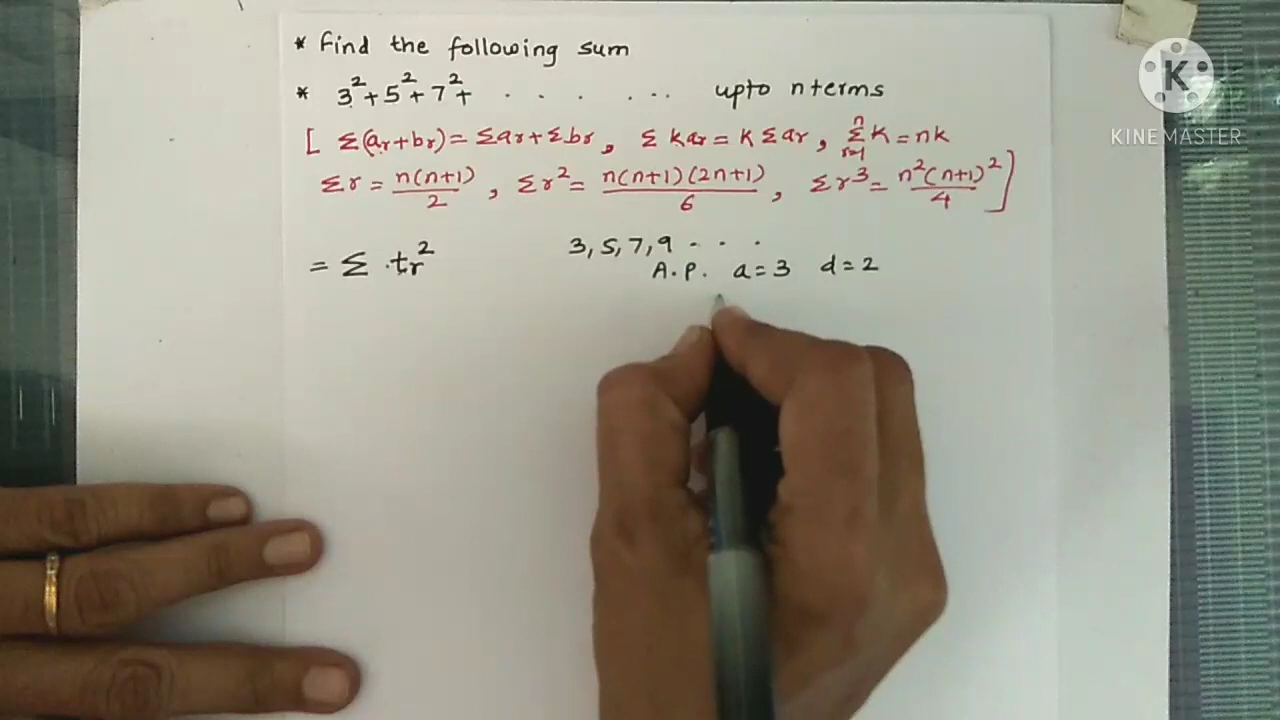 * Find the following sum
* 3²+5²+7²+ . . . . ... upto n terms
[ Σ(ar+br)=Σar+Σbr, Σ kar = K Σar, Σⁿr=1 K = nk
Σr = n(n+1)/2, Σr² = n(n+1)(2n+1)/6, Σr³ = n²(n+1)²/4 ]
= Σ tr² 3, 5, 7, 9 . . .
A.P. a=3 d=2
K
KINEMASTER